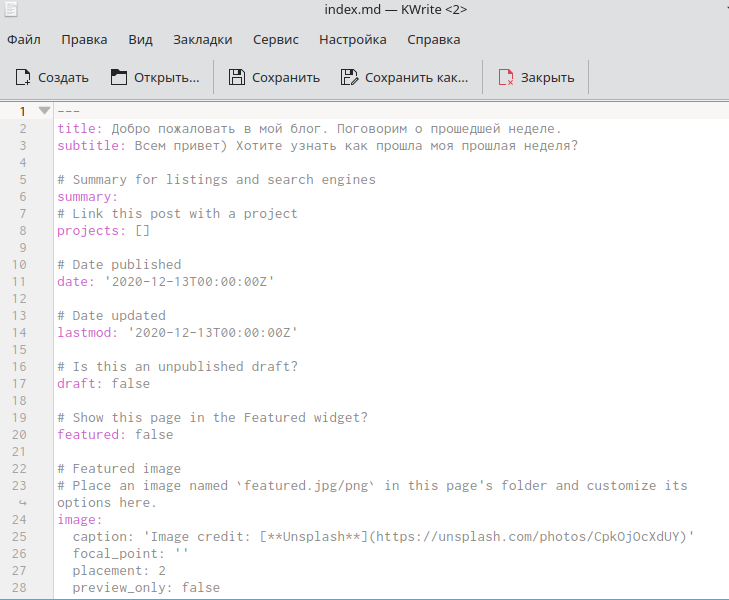 index.md — KWrite <2>
Файл Правка Вид Закладки Сервис Настройка Справка
Создать Открыть... Сохранить Сохранить как... Закрыть
1 ---
2 title: Добро пожаловать в мой блог. Поговорим о прошедшей неделе.
3 subtitle: Всем привет) Хотите узнать как прошла моя прошлая неделя?
4
5 # Summary for listings and search engines
6 summary:
7 # Link this post with a project
8 projects: []
9
10 # Date published
11 date: '2020-12-13T00:00:00Z'
12
13 # Date updated
14 lastmod: '2020-12-13T00:00:00Z'
15
16 # Is this an unpublished draft?
17 draft: false
18
19 # Show this page in the Featured widget?
20 featured: false
21
22 # Featured image
23 # Place an image named `featured.jpg/png` in this page's folder and customize its
options here.
24 image:
25   caption: 'Image credit: [**Unsplash**](https://unsplash.com/photos/CpkOjOcXdUY)'
26   focal_point: ''
27   placement: 2
28   preview_only: false